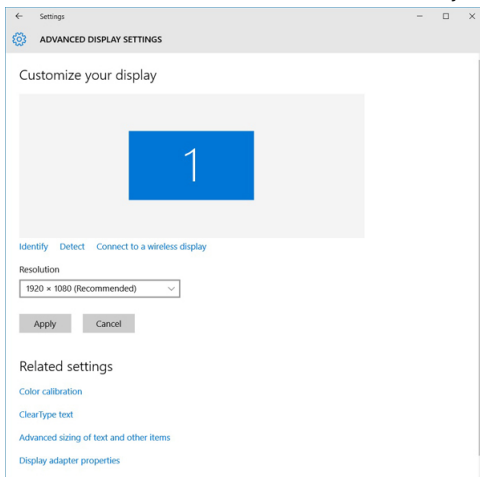 Settings
ADVANCED DISPLAY SETTINGS
Customize your display
1
Identify Detect Connect to a wireless display
Resolution
1920 × 1080 (Recommended)
Apply Cancel
Related settings
Color calibration
ClearType text
Advanced sizing of text and other items
Display adapter properties